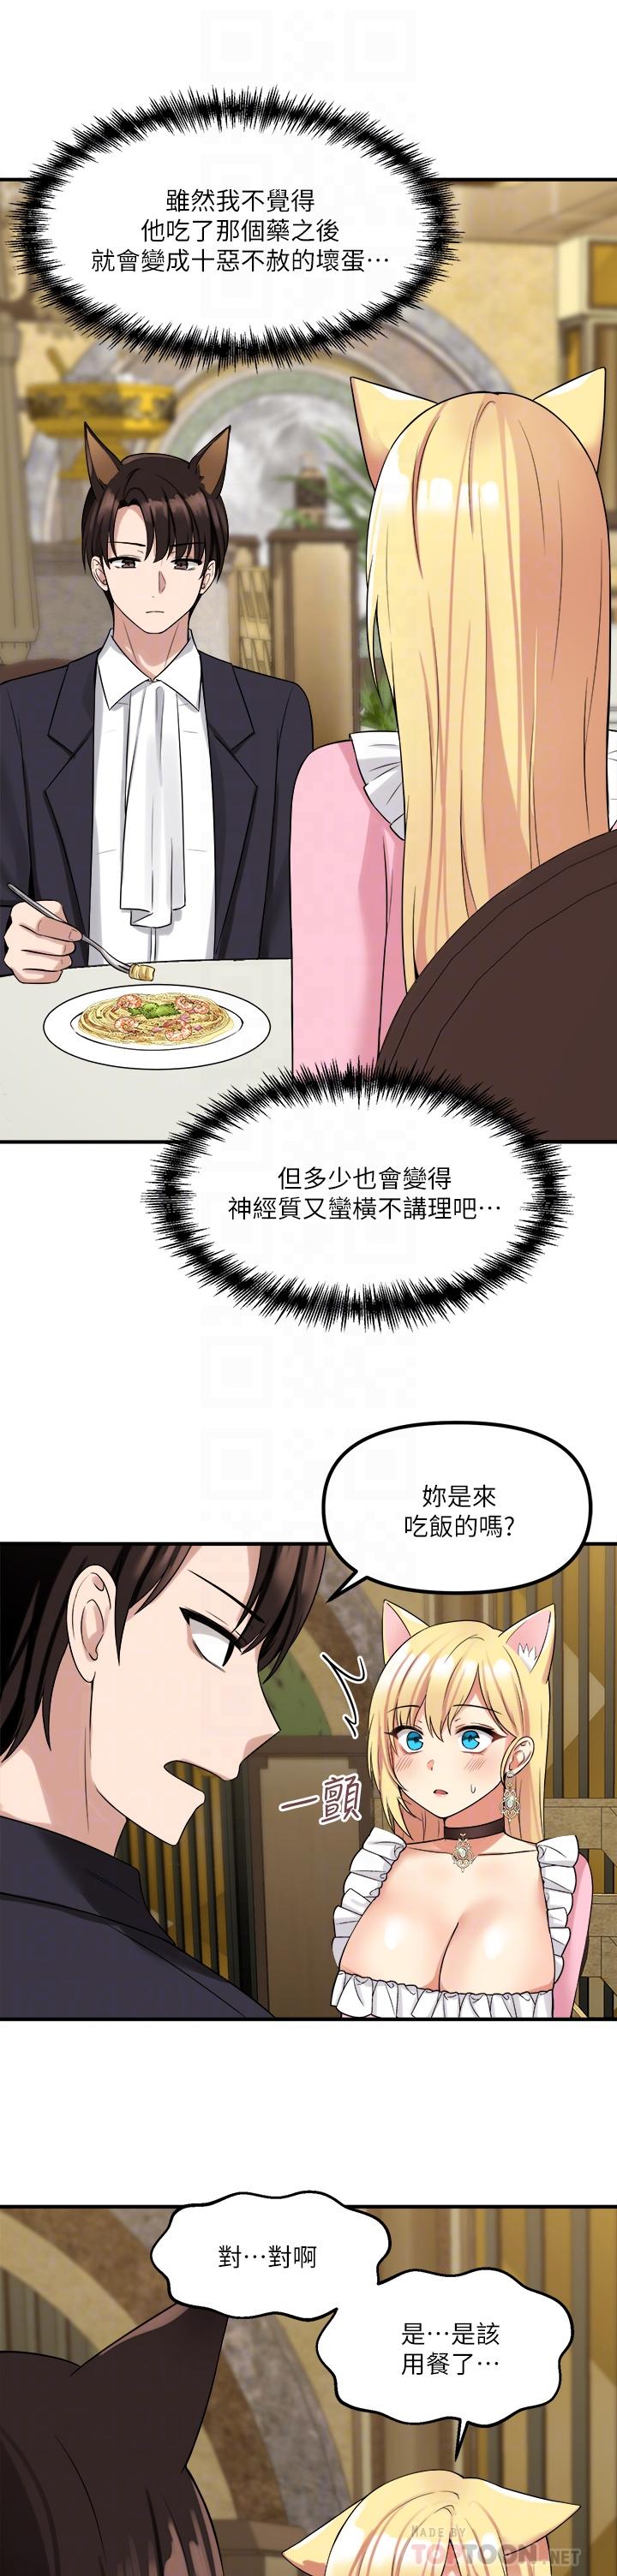 雖然我不覺得
他吃了那個藥之後
就會變成十惡不赦的壞蛋⋯
但多少也會變得
神經質又蠻橫不講理吧⋯
妳是來
吃飯的嗎?
一顫
對⋯對啊
是⋯是該
用餐了⋯
MADE BY
TOPTOON.NET